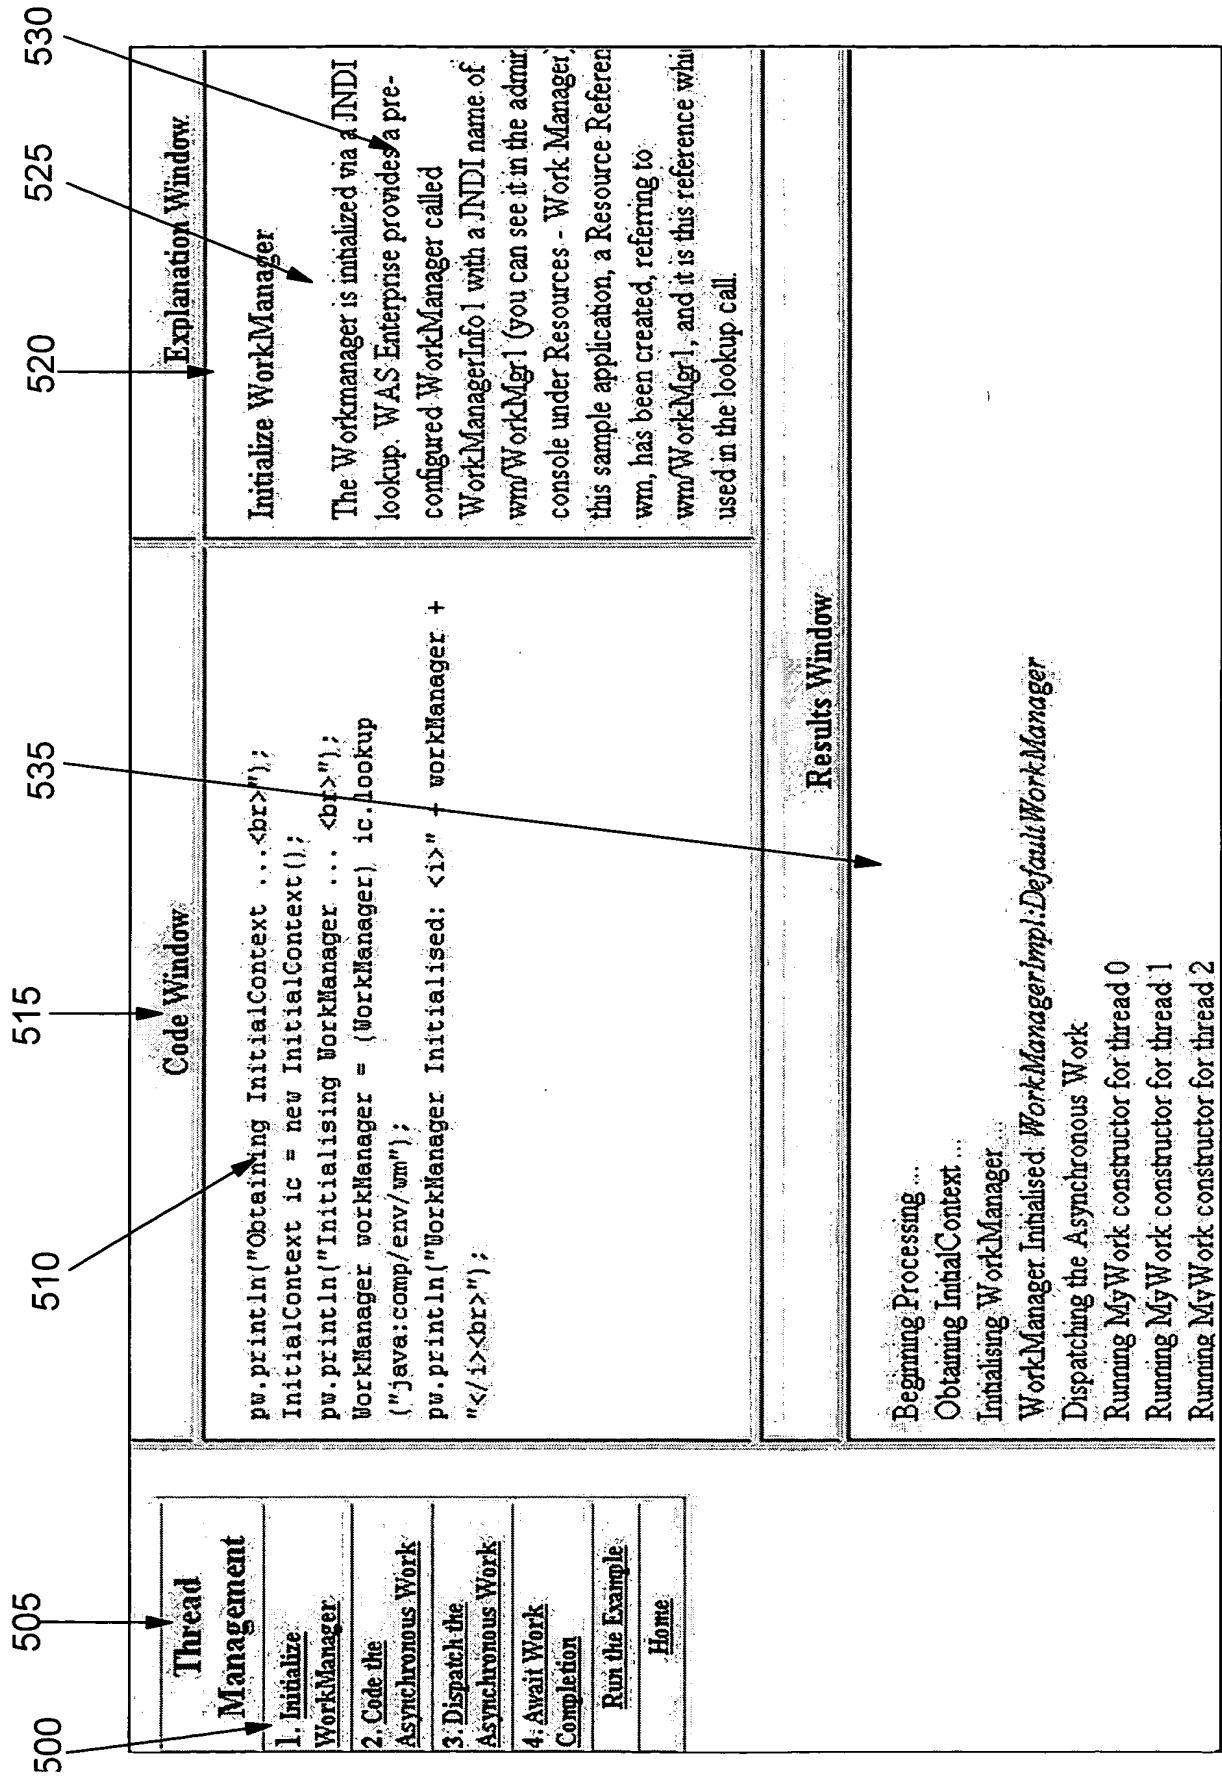 500
505
510
515
535
520
525
530
Thread
Management
1. Initialize
WorkManager
2. Code the
Asynchronous Work
3. Dispatch the
Asynchronous Work
4. Await Work
Completion
Run the Example
Home
Code Window
pw.println("Obtaining InitialContext ...<br>");
InitialContext ic = new InitialContext();
pw.println("Initialising WorkManager ... <br>");
WorkManager workManager = (WorkManager) ic.lookup
("java:comp/env/wm");
pw.println("WorkManager Initialised: <i>" + workManager +
"</i><br>");
Explanation Window
Initialize WorkManager
The Workmanager is initialized via a JNDI
lookup. WAS Enterprise provides a pre-
configured WorkManager called
WorkManagerInfo1 with a JNDI name of
wm/WorkMgr1 (you can see it in the admin
console under Resources - Work Manager
this sample application, a Resource Referen
wm, has been created, referring to
wm/WorkMgr1, and it is this reference whi
used in the lookup call.
Results Window
Beginning Processing ...
Obtaining InitialContext ...
Initialising WorkManager ...
WorkManager Initialised: WorkManagerImpl:DefaultWorkManager
Dispatching the Asynchronous Work
Running MyWork constructor for thread 0
Running MyWork constructor for thread 1
Running MyWork constructor for thread 2